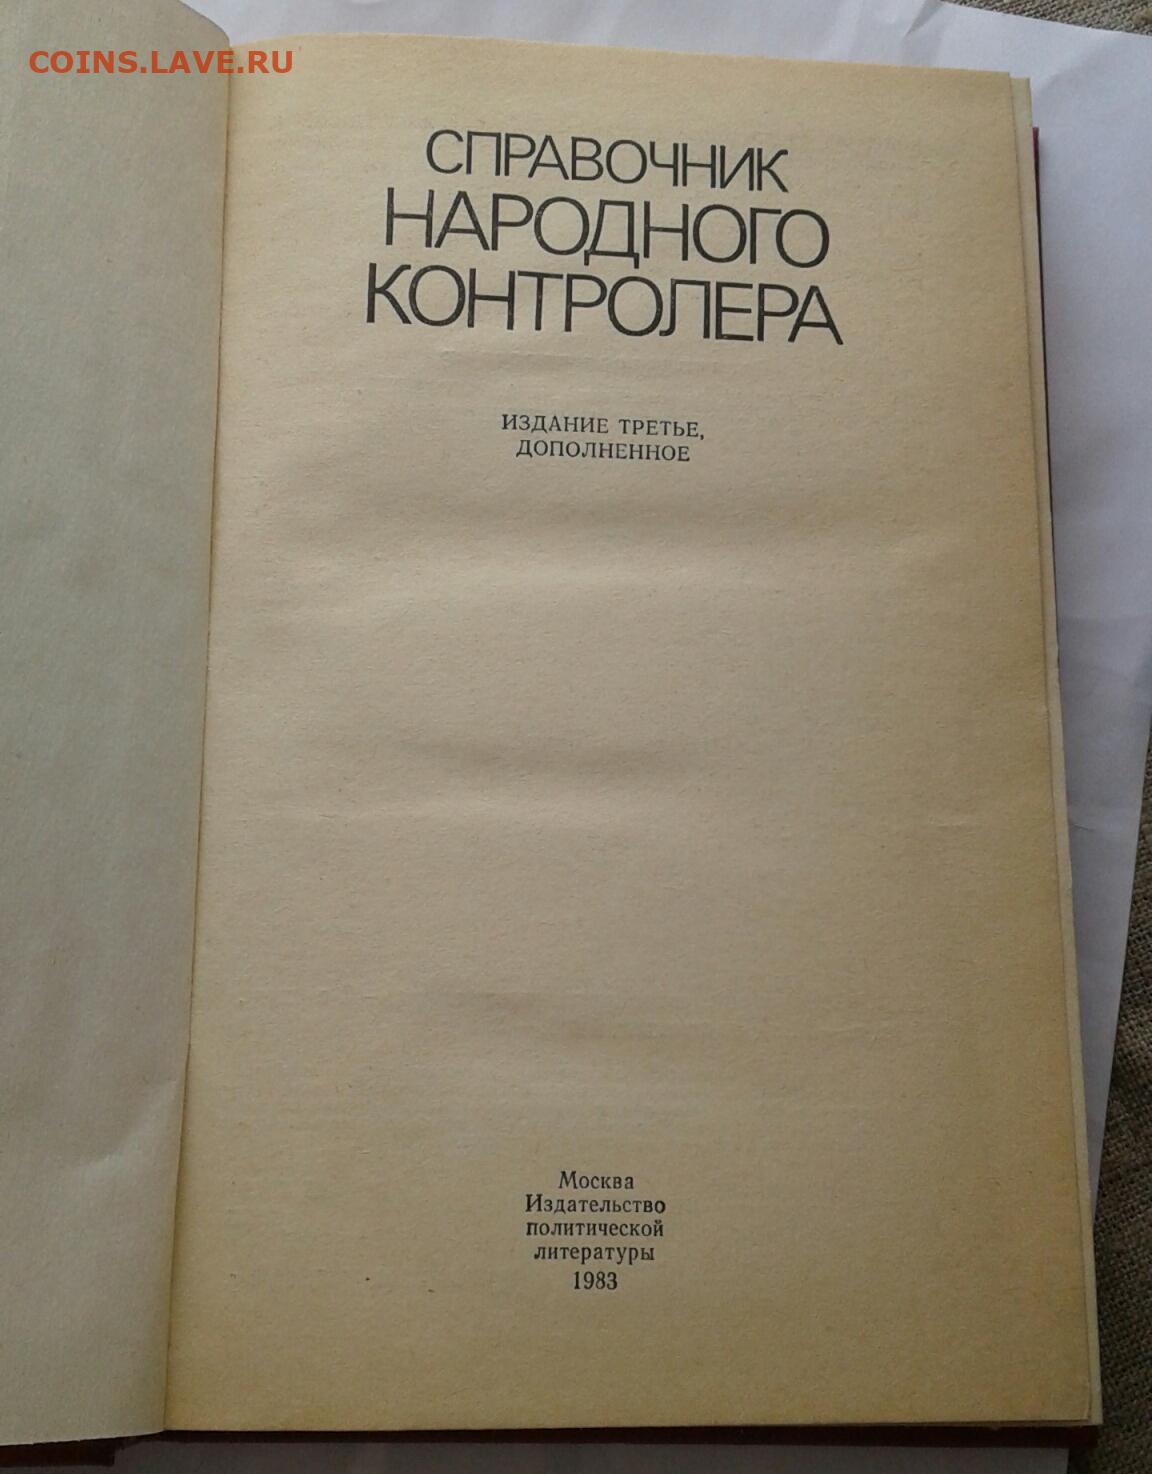 COINS.LAVE.RU
СПРАВОЧНИК
НАРОДНОГО
КОНТРОЛЕРА
ИЗДАНИЕ ТРЕТЬЕ,
ДОПОЛНЕННОЕ
Москва
Издательство
политической
литературы
1983